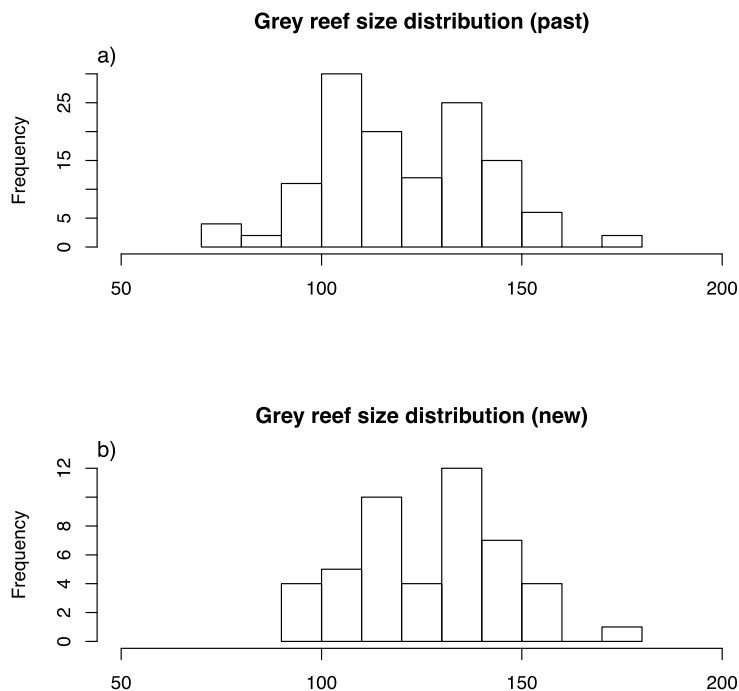 Grey reef size distribution (past)
a)
Frequency
25
15
5
0
50 100 150 200
Grey reef size distribution (new)
b)
Frequency
12
8
6
4
2
0
50 100 150 200